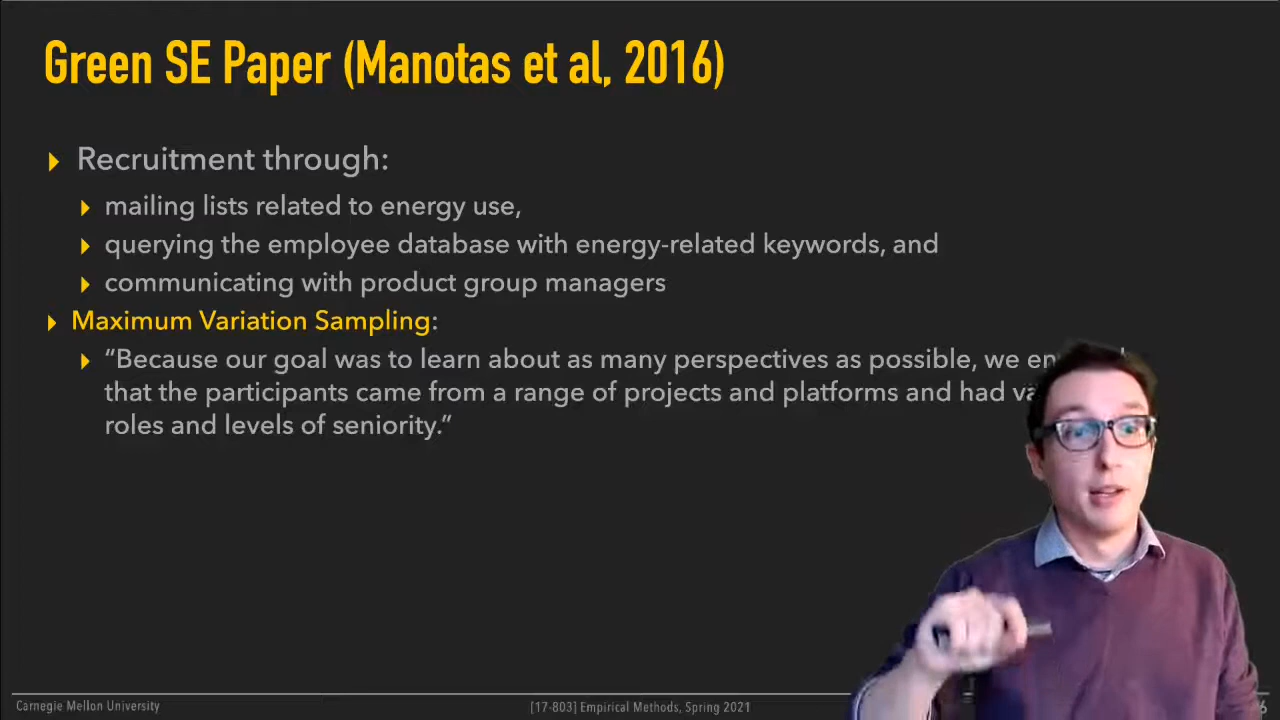 Green SE Paper (Manotas et al, 2016)
Recruitment through:
mailing lists related to energy use,
querying the employee database with energy-related keywords, and
communicating with product group managers
Maximum Variation Sampling:
“Because our goal was to learn about as many perspectives as possible, we
that the participants came from a range of projects and platforms and had
roles and levels of seniority.”
Carnegie Mellon University
[17-803] Empirical Methods, Spring 2021